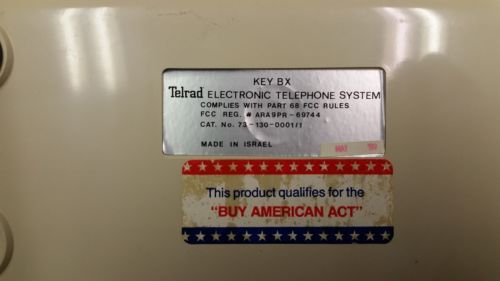 KEY BX
Telrad ELECTRONIC TELEPHONE SYSTEM
COMPLIES WITH PART 68 FCC RULES
FCC REG. # ARA9PR-69744
CAT. No. 73-130-0001/1
MADE IN ISRAEL
MAY
This product qualifies for the
"BUY AMERICAN ACT"